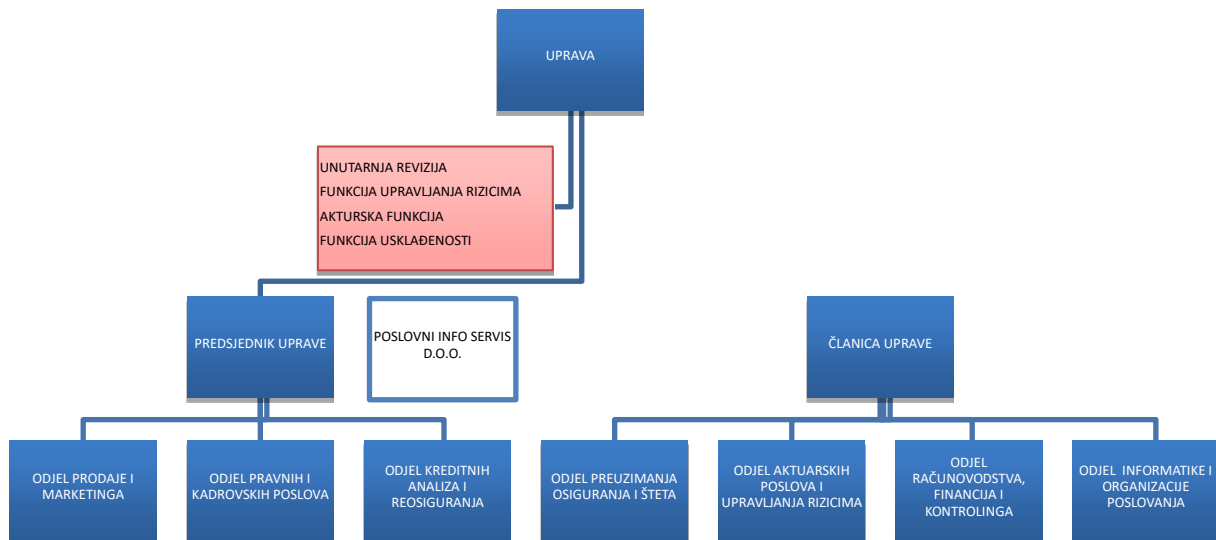 UPRAVA
UNUTARNJA REVIZIJA
FUNKCIJA UPRAVLJANJA RIZICIMA
AKTURSKA FUNKCIJA
FUNKCIJA USKLAĐENOSTI
PREDSJEDNIK UPRAVE
POSLOVNI INFO SERVIS
D.O.O.
ČLANICA UPRAVE
ODJEL PRODAJE I
MARKETINGA
ODJEL PRAVNIH I
KADROVSKIH POSLOVA
ODJEL KREDITNIH
ANALIZA I
REOSIGURANJA
ODJEL PREUZIMANJA
OSIGURANJA I ŠTETA
ODJEL AKTUARSKIH
POSLOVA I
UPRAVLJANJA RIZICIMA
ODJEL
RAČUNOVODSTVA,
FINANCIJA I
KONTROLINGA
ODJEL INFORMATIKE I
ORGANIZACIJE
POSLOVANJA